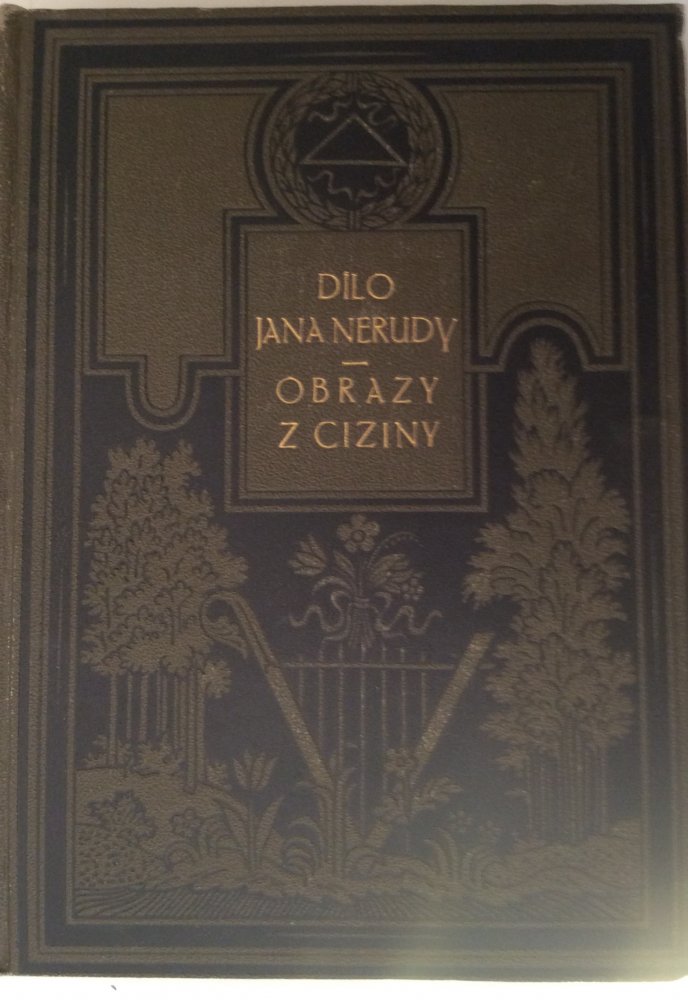 DÍLO
JANA NERUDY
—
OBRAZY
Z CIZINY